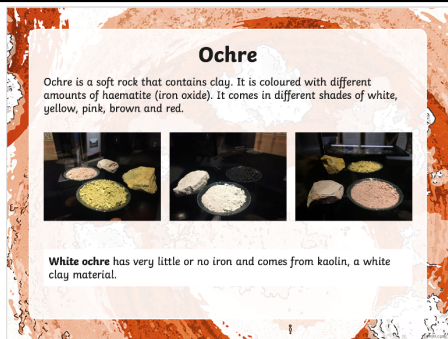 Ochre
Ochre is a soft rock that contains clay. It is coloured with different
amounts of haematite (iron oxide). It comes in different shades of white,
yellow, pink, brown and red.
White ochre has very little or no iron and comes from kaolin, a white
clay material.